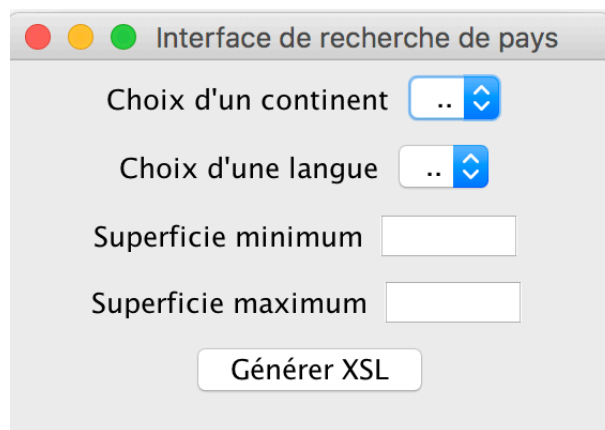 Interface de recherche de pays
Choix d'un continent ..
Choix d'une langue ..
Superficie minimum
Superficie maximum
Générer XSL